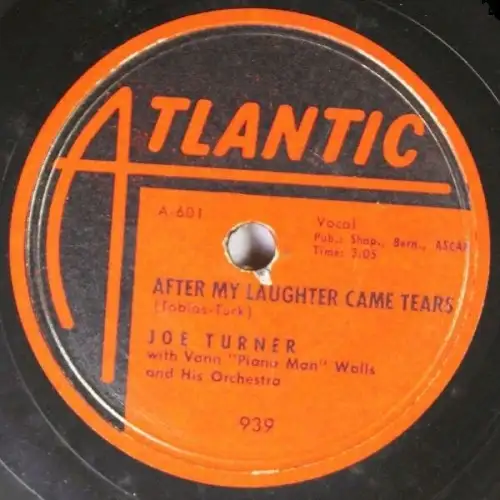 ATLANTIC
A-601
Vocal
Pub.: Shap., Bern., ASCAP
Time: 3:05
AFTER MY LAUGHTER CAME TEARS
(Tobias-Turk)
JOE TURNER
with Vann "Piano Man" Walls
and His Orchestra
939